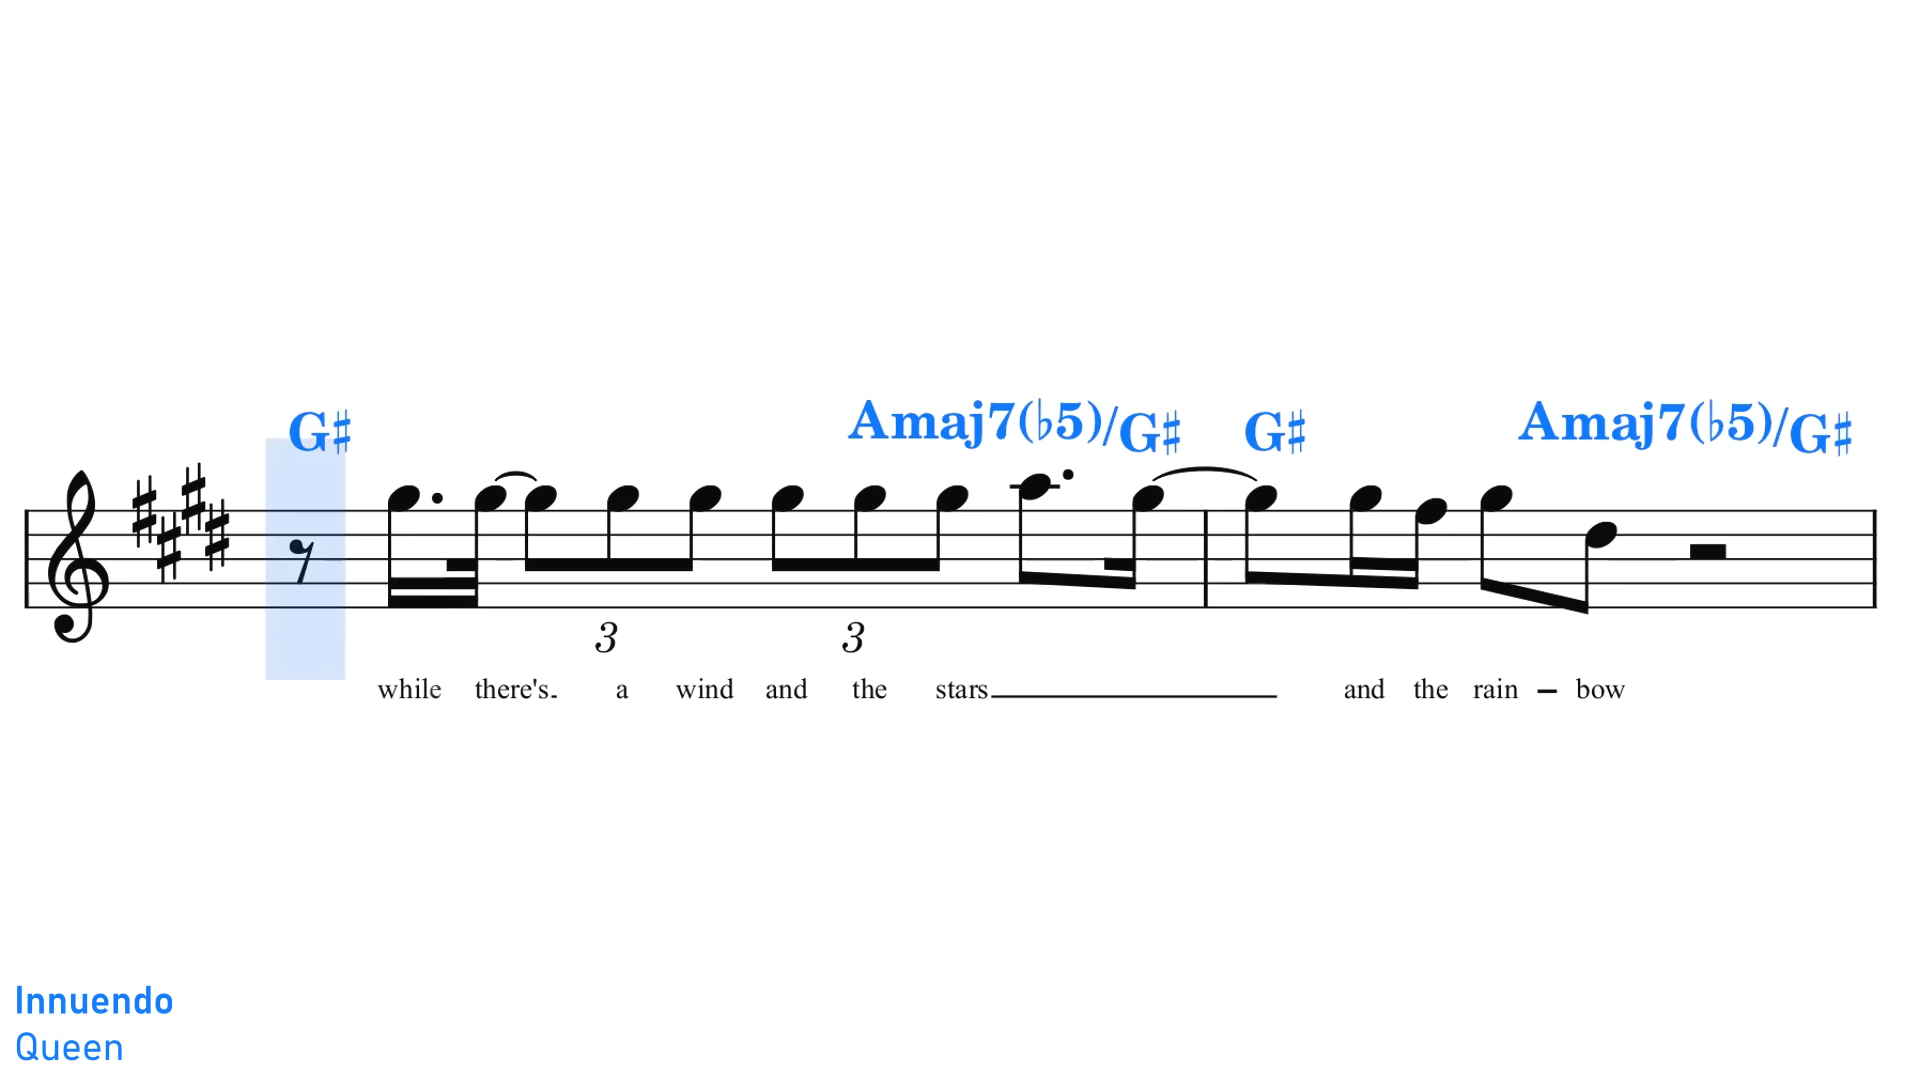 G♯ Amaj7(♭5)/G♯ G♯ Amaj7(♭5)/G♯
3 3
while there's a wind and the stars and the rain – bow
Innuendo
Queen